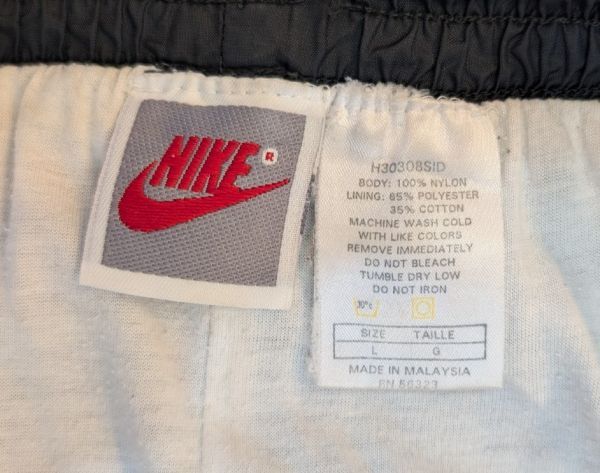 NIKE ®
H30308SID
BODY: 100% NYLON
LINING: 65% POLYESTER
35% COTTON
MACHINE WASH COLD
WITH LIKE COLORS
REMOVE IMMEDIATELY
DO NOT BLEACH
TUMBLE DRY LOW
DO NOT IRON
30°c
SIZE TAILLE
L G
MADE IN MALAYSIA
RN 56323